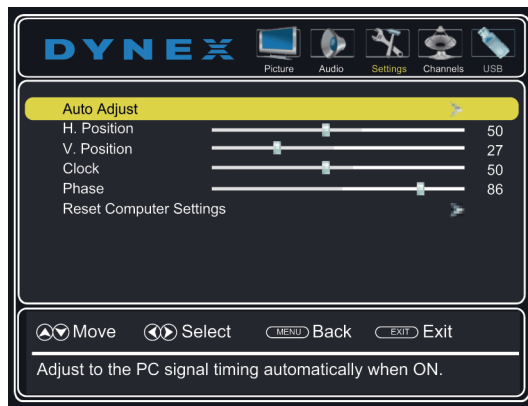 DYNEX
Picture Audio Settings Channels USB
Auto Adjust
H. Position 50
V. Position 27
Clock 50
Phase 86
Reset Computer Settings
Move Select MENU Back EXIT Exit
Adjust to the PC signal timing automatically when ON.